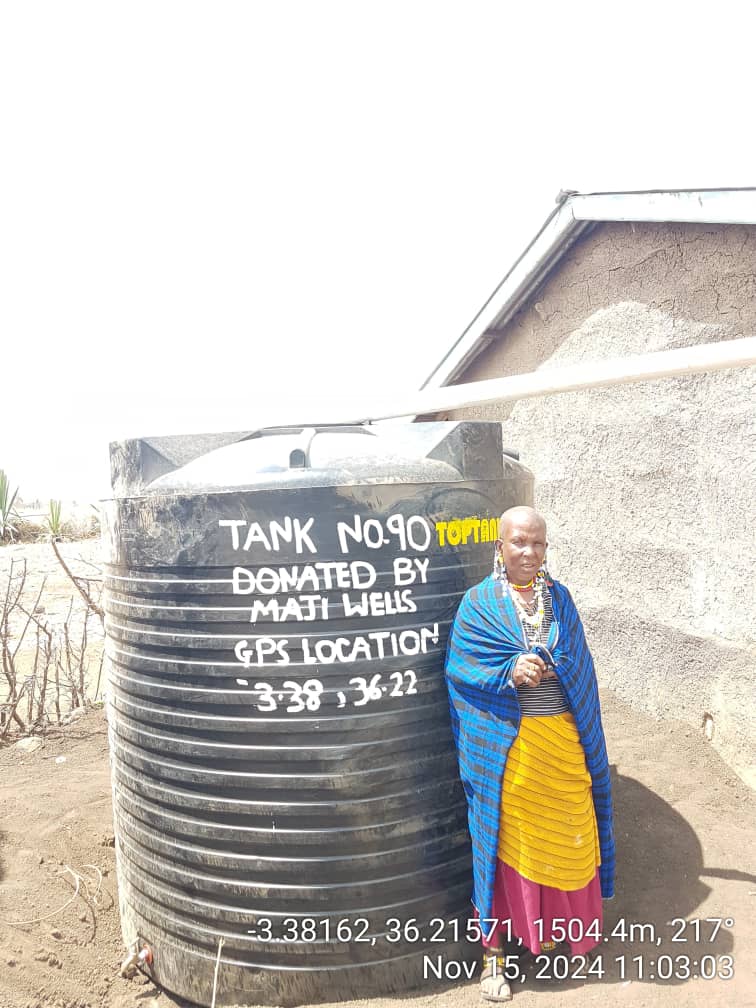 TANK NO.90
TOPTANK
DONATED BY
MAJI WELLS
GPS LOCATION
-3.38 , 36.22
-3.38162, 36.21571, 1504.4m, 217°
Nov 15, 2024 11:03:03